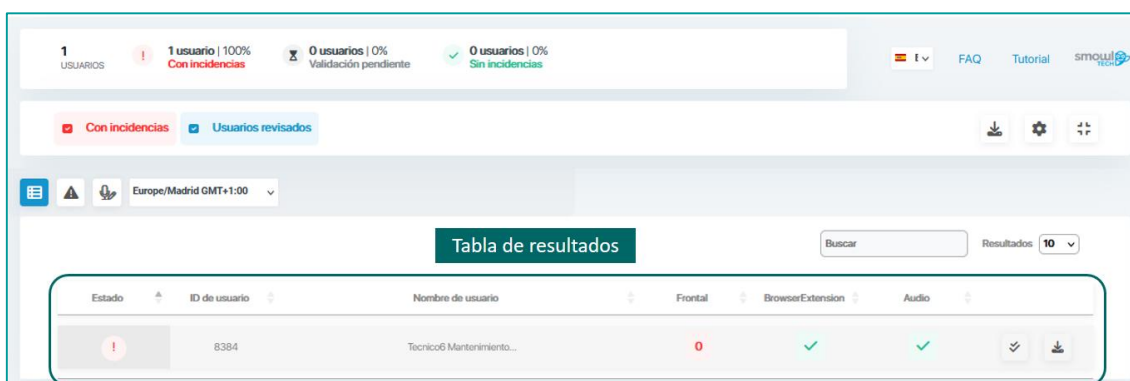 1
USUARIOS
1 usuario | 100%
Con incidencias
0 usuarios | 0%
Validación pendiente
0 usuarios | 0%
Sin incidencias
FAQ
Tutorial
smowl
TECH
Con incidencias
Usuarios revisados
Europe/Madrid GMT+1:00
Tabla de resultados
Buscar
Resultados 10
Estado ID de usuario Nombre de usuario Frontal BrowserExtension Audio
! 8384 Tecnico6 Mantenimiento... 0